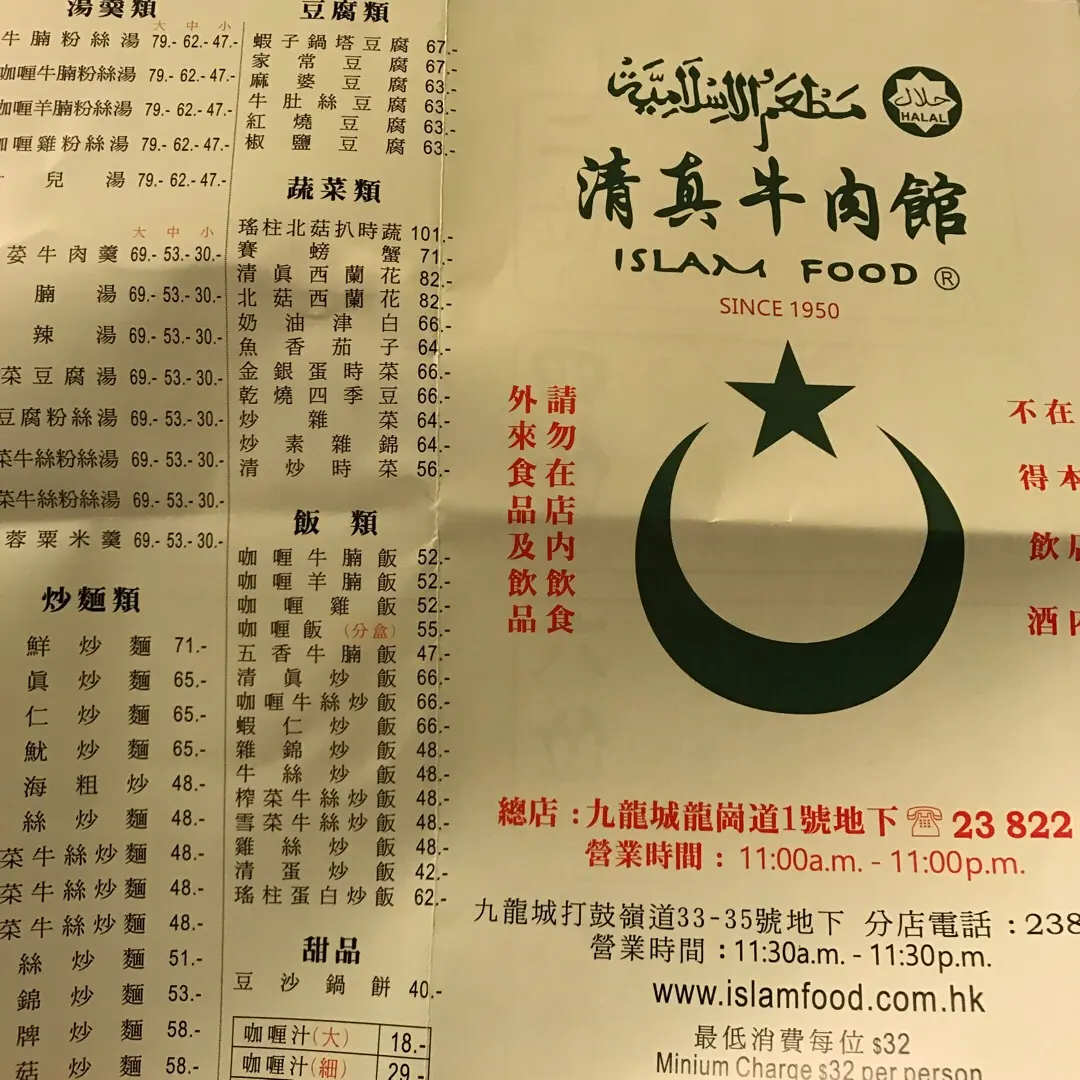 湯羹類
大 中 小
牛腩粉絲湯 79.- 62.- 47.-
咖喱牛腩粉絲湯 79.- 62.- 47.-
咖喱羊腩粉絲湯 79.- 62.- 47.-
咖喱雞粉絲湯 79.- 62.- 47.-
兒湯 79.- 62.- 47.-
大 中 小
荽牛肉羹 69.- 53.- 30.-
腩湯 69.- 53.- 30.-
辣湯 69.- 53.- 30.-
菜豆腐湯 69.- 53.- 30.-
豆腐粉絲湯 69.- 53.- 30.-
菜牛絲粉絲湯 69.- 53.- 30.-
菜牛絲粉絲湯 69.- 53.- 30.-
蓉粟米羹 69.- 53.- 30.-
炒麵類
鮮炒麵 71.-
眞炒麵 65.-
仁炒麵 65.-
魷炒麵 65.-
海粗炒 48.-
絲炒麵 48.-
菜牛絲炒麵 48.-
菜牛絲炒麵 48.-
菜牛絲炒麵 48.-
絲炒麵 51.-
錦炒麵 53.-
牌炒麵 58.-
菇炒麵 58.-
豆腐類
蝦子鍋塔豆腐 67.-
家常豆腐 67.-
麻婆豆腐 63.-
牛肚絲豆腐 63.-
紅燒豆腐 63.-
椒鹽豆腐 63.-
蔬菜類
瑤柱北菇扒時蔬 101.-
賽螃蟹 71.-
清眞西蘭花 82.-
北菇西蘭花 82.-
奶油津白 66.-
魚香茄子 64.-
金銀蛋時菜 66.-
乾燒四季豆 66.-
炒雜菜 64.-
炒素雜錦 64.-
清炒時菜 56.-
飯類
咖喱牛腩飯 52.-
咖喱羊腩飯 52.-
咖喱雞飯 52.-
咖喱飯(分盒) 55.-
五香牛腩飯 47.-
清眞炒飯 66.-
咖喱牛絲炒飯 66.-
蝦仁炒飯 66.-
雜錦炒飯 48.-
牛絲炒飯 48.-
榨菜牛絲炒飯 48.-
雪菜牛絲炒飯 48.-
雞絲炒飯 48.-
清蛋炒飯 42.-
瑤柱蛋白炒飯 62.-
甜品
豆沙鍋餅 40.-
咖喱汁(大) 18.-
咖喱汁(細) 29.-
مطعم الإسلامية
حلال
HALAL
清真牛肉館
ISLAM FOOD ®
SINCE 1950
請勿在店內飲食
外來食品及飲品
不在
得本
飲店
酒內
總店:九龍城龍崗道1號地下 ☏ 23 822
營業時間: 11:00a.m. - 11:00p.m.
九龍城打鼓嶺道33-35號地下 分店電話:238
營業時間:11:30a.m. - 11:30p.m.
www.islamfood.com.hk
最低消費每位 $32
Minium Charge $32 per person